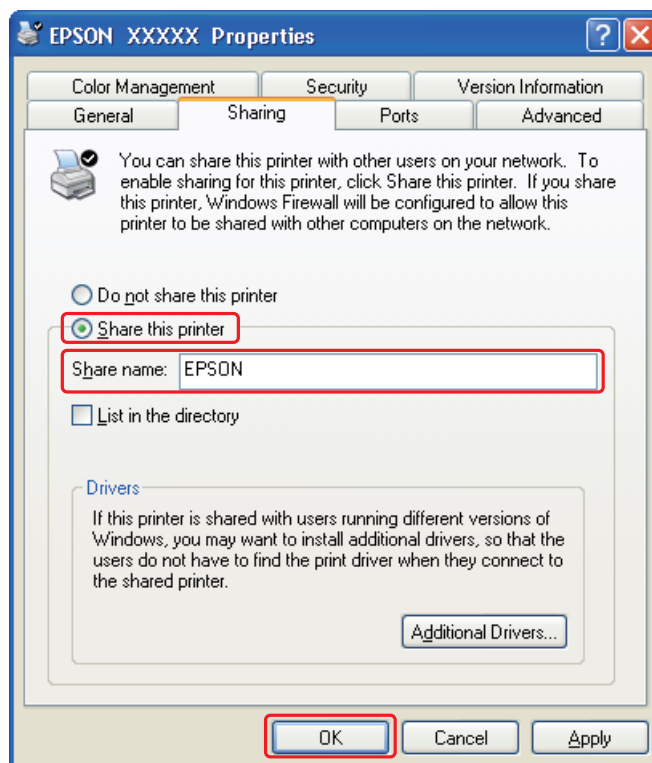 EPSON XXXXX Properties
Color Management Security Version Information
General Sharing Ports Advanced
You can share this printer with other users on your network. To
enable sharing for this printer, click Share this printer. If you share
this printer, Windows Firewall will be configured to allow this
printer to be shared with other computers on the network.
Do not share this printer
Share this printer
Share name: EPSON
List in the directory
Drivers
If this printer is shared with users running different versions of
Windows, you may want to install additional drivers, so that the
users do not have to find the print driver when they connect to
the shared printer.
Additional Drivers...
OK Cancel Apply